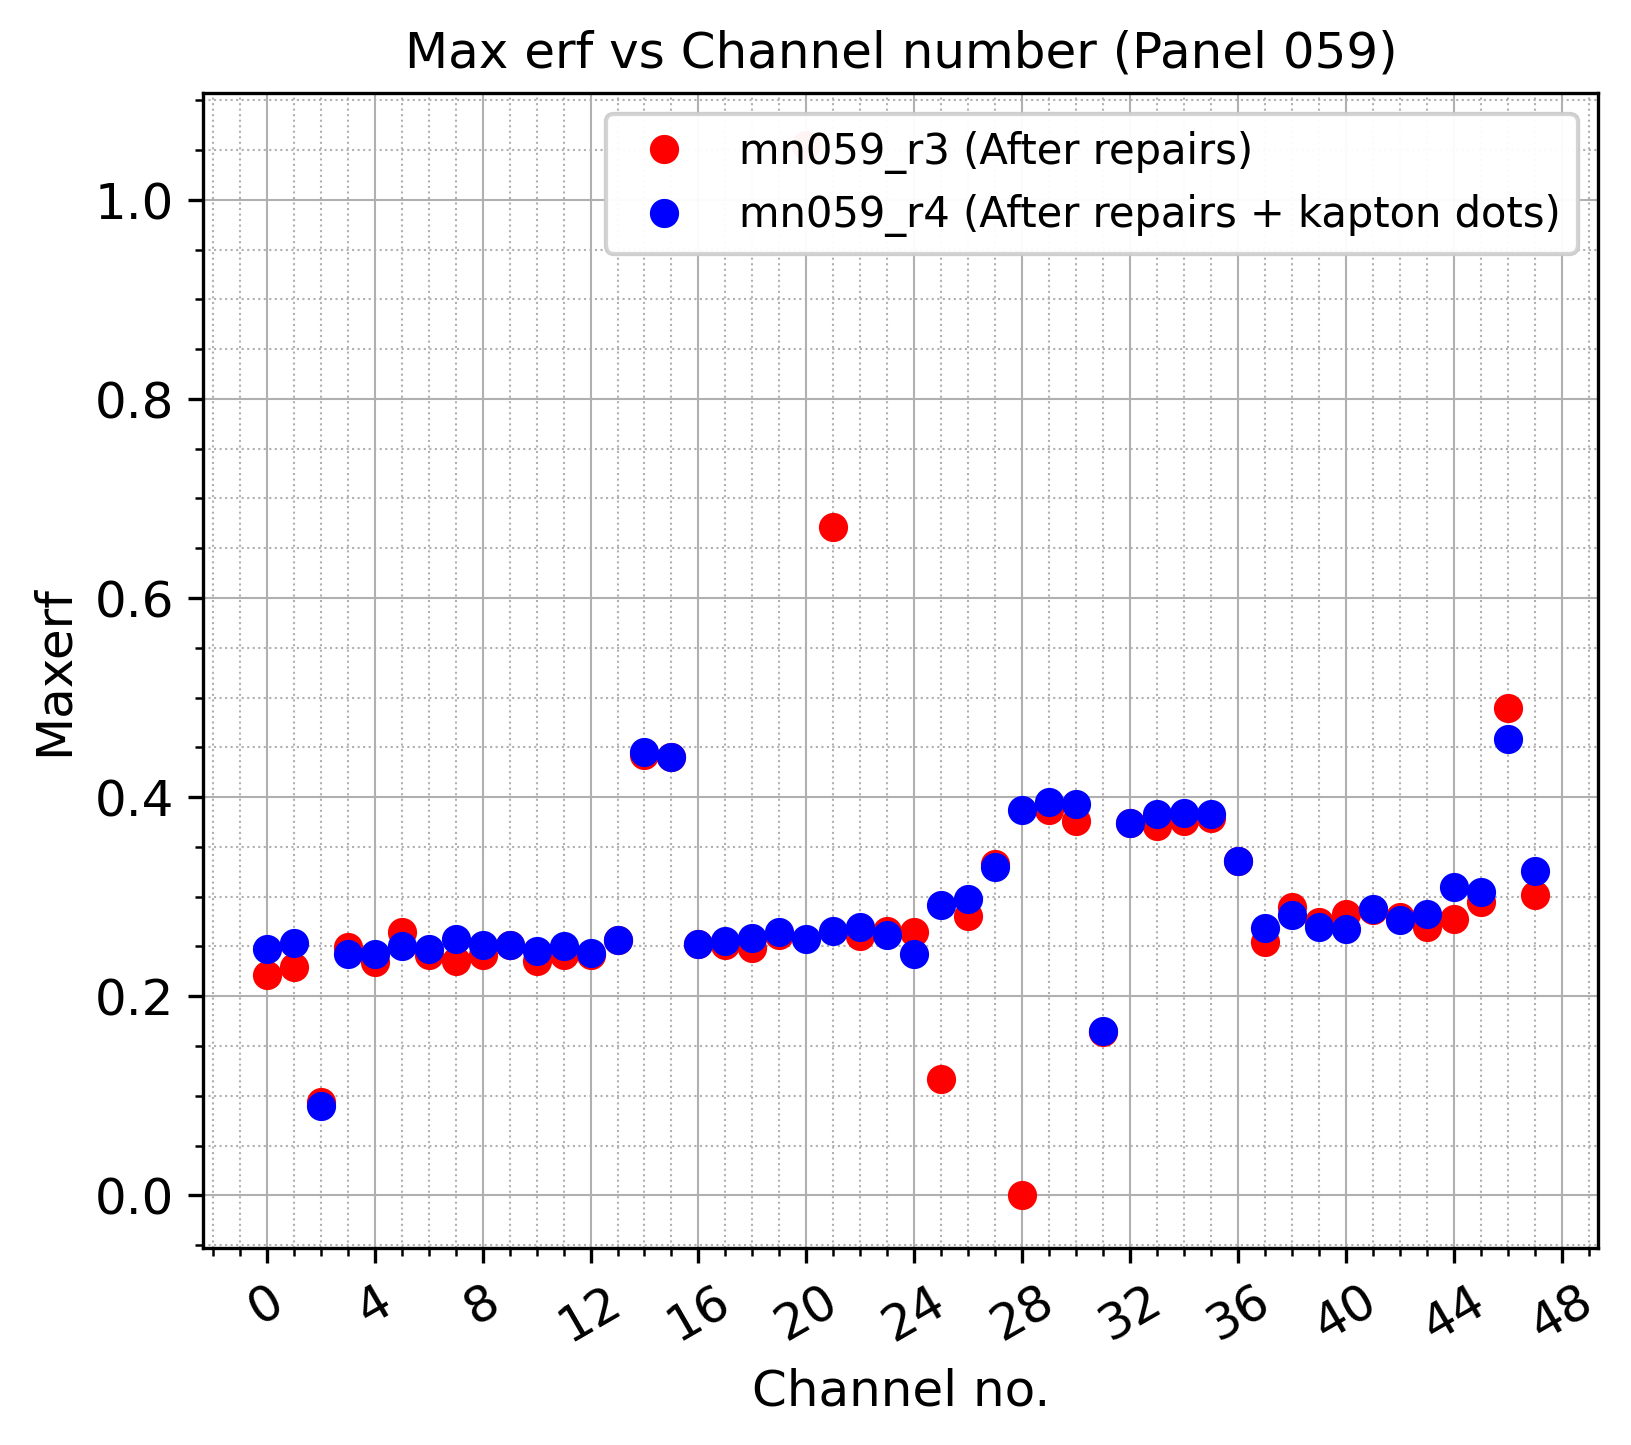 Max erf vs Channel number (Panel 059)
mn059_r3 (After repairs)
mn059_r4 (After repairs + kapton dots)
1.0
0.8
0.6
0.4
0.2
0.0
Maxerf
0 4 8 12 16 20 24 28 32 36 40 44 48
Channel no.